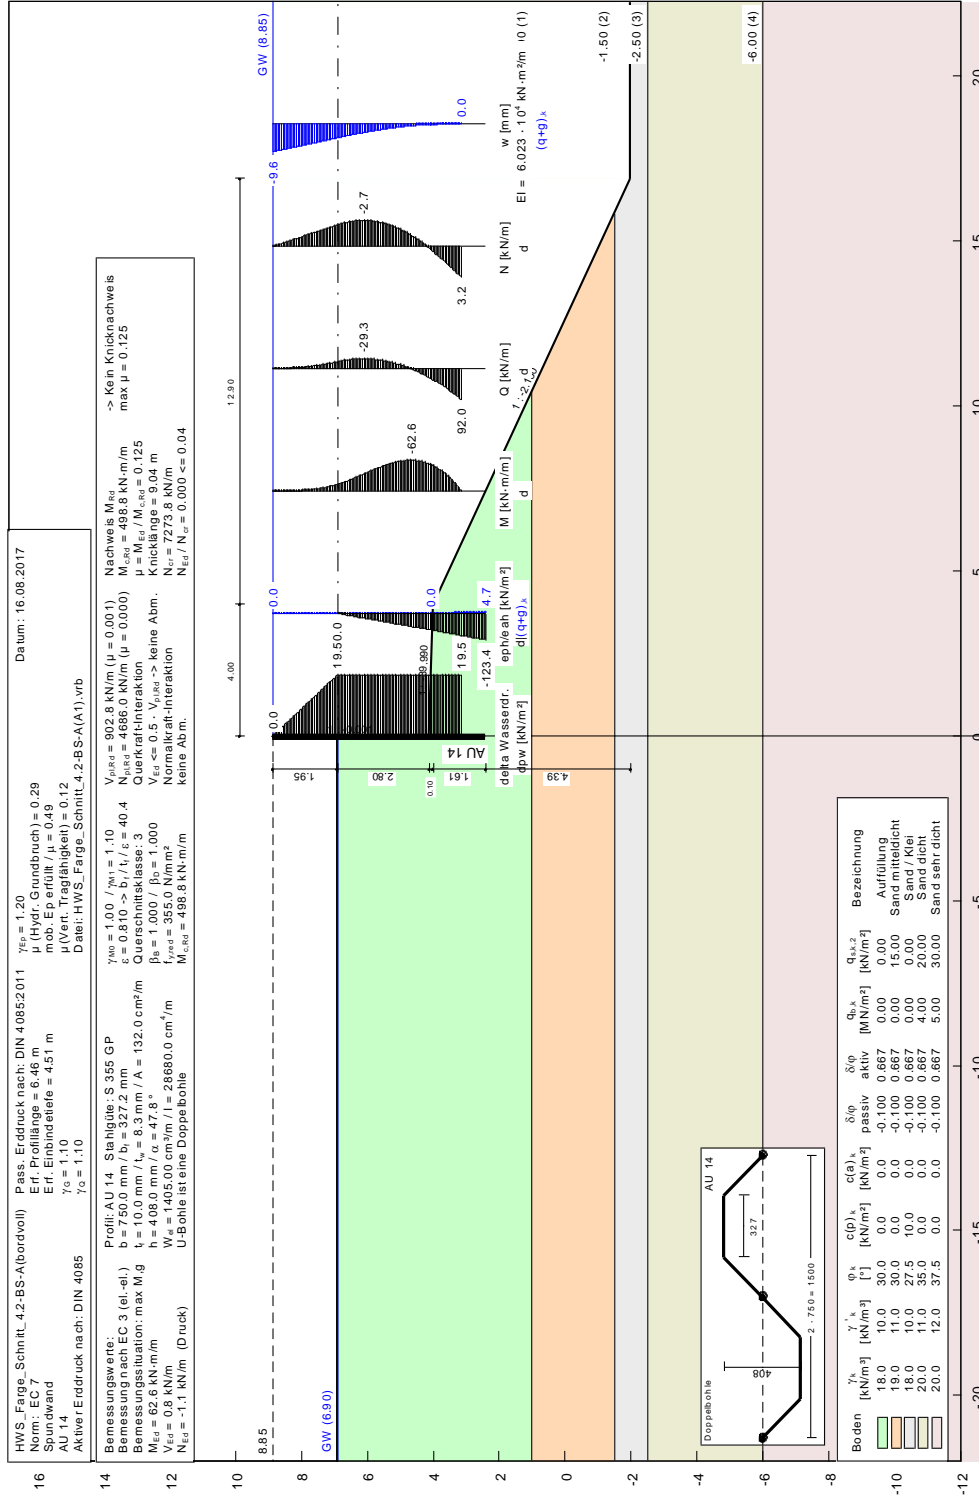 HWS_Farge_Schnitt_4.2-BS-A(bordvoll)
Norm: EC 7
Spundwand
AU 14
Aktiver Erddruck nach: DIN 4085
Pass. Erddruck nach: DIN 4085:2011
Erf. Profillänge = 6.46 m
Erf. Einbindetiefe = 4.51 m
γG = 1.10
γQ = 1.10
γEp = 1.20
μ (Hydr. Grundbruch) = 0.29
mob. Ep erfüllt / μ = 0.49
μ(Vert. Tragfähigkeit) = 0.12
Datei: HWS_Farge_Schnitt_4.2-BS-A(A1).vrb
Datum: 16.08.2017
Bemessungswerte:
Bemessung nach EC 3 (el.-el.)
Bemessungssituation: max M,g
MEd = 62.6 kN·m/m
VEd = 0.8 kN/m
NEd = -1.1 kN/m (Druck)
Profil: AU 14 Stahlgüte: S 355 GP
b = 750.0 mm / bf = 327.2 mm
tf = 10.0 mm / tw = 8.3 mm / A = 132.0 cm²/m
h = 408.0 mm / α = 47.8°
Wel = 1405.00 cm³/m / I = 28680.0 cm⁴/m
U-Bohle ist eine Doppelbohle
γM0 = 1.00 / γM1 = 1.10
ε = 0.810 -> bf / tf / ε = 40.4
Querschnittsklasse: 3
βB = 1.000 / βD = 1.000
fy,red = 355.0 N/mm²
Mc,Rd = 498.8 kN·m/m
Vpl,Rd = 902.8 kN/m (μ = 0.001)
Npl,Rd = 4686.0 kN/m (μ = 0.000)
Querkraft-Interaktion
VEd <= 0.5 · Vpl,Rd -> keine Abm.
Normalkraft-Interaktion
keine Abm.
Nachweis MRd
Mc,Rd = 498.8 kN·m/m
μ = MEd / Mc,Rd = 0.125
Knicklänge = 9.04 m
Ncr = 7273.8 kN/m
NEd / Ncr = 0.000 <= 0.04
-> Kein Knicknachweis
max μ = 0.125
16
14
12
10
8
6
4
2
0
-2
-4
-6
-8
-10
-12
-20
-15
-10
-5
0
5
10
15
20
8.85
GW (6.90)
GW (8.85)
4.00
12.90
1.95
2.80
0.10
1.61
4.39
AU 14
0.0
19.5
19.5
delta Wasserdr.
dpw [kN/m²]
0.0
0.0
0.0
-123.4
4.7
eph/eah [kN/m²]
d|(q+g),k
-62.6
M [kN·m/m]
d
-29.3
92.0
Q [kN/m]
d
-2.7
3.2
N [kN/m]
d
-9.6
0.0
w [mm]
EI = 6.023 · 10⁴ kN·m²/m
(q+g),k
-1.50 (2)
-2.50 (3)
-6.00 (4)
Doppelbohle
AU 14
408
327
2 · 750 = 1500
Boden γk [kN/m³] γ'k [kN/m³] φk [°] c(p)k [kN/m²] c(a)k [kN/m²] δ/φ passiv δ/φ aktiv qb,k [MN/m²] qs,k,2 [kN/m²] Bezeichnung
18.0 10.0 30.0 0.0 0.0 -0.100 0.667 0.00 0.00 Auffüllung
19.0 11.0 30.0 0.0 0.0 -0.100 0.667 0.00 15.00 Sand mitteldicht
18.0 10.0 27.5 10.0 0.0 -0.100 0.667 0.00 0.00 Sand / Klei
20.0 11.0 35.0 0.0 0.0 -0.100 0.667 4.00 20.00 Sand dicht
20.0 12.0 37.5 0.0 0.0 -0.100 0.667 5.00 30.00 Sand sehr dicht